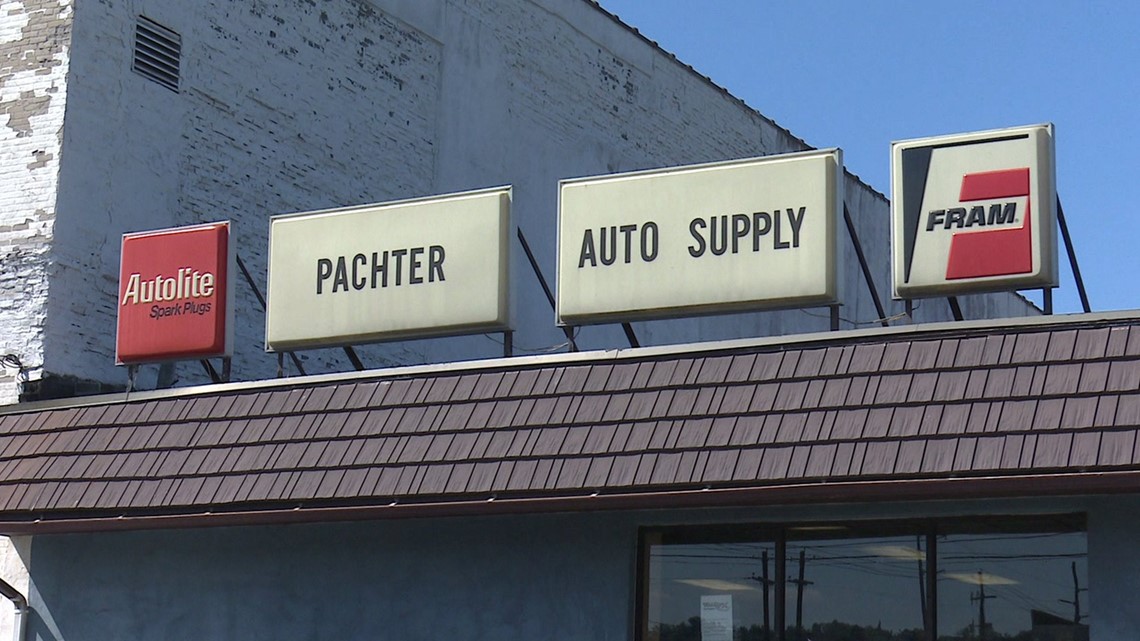 Autolite
Spark Plugs
PACHTER
AUTO SUPPLY
FRAM